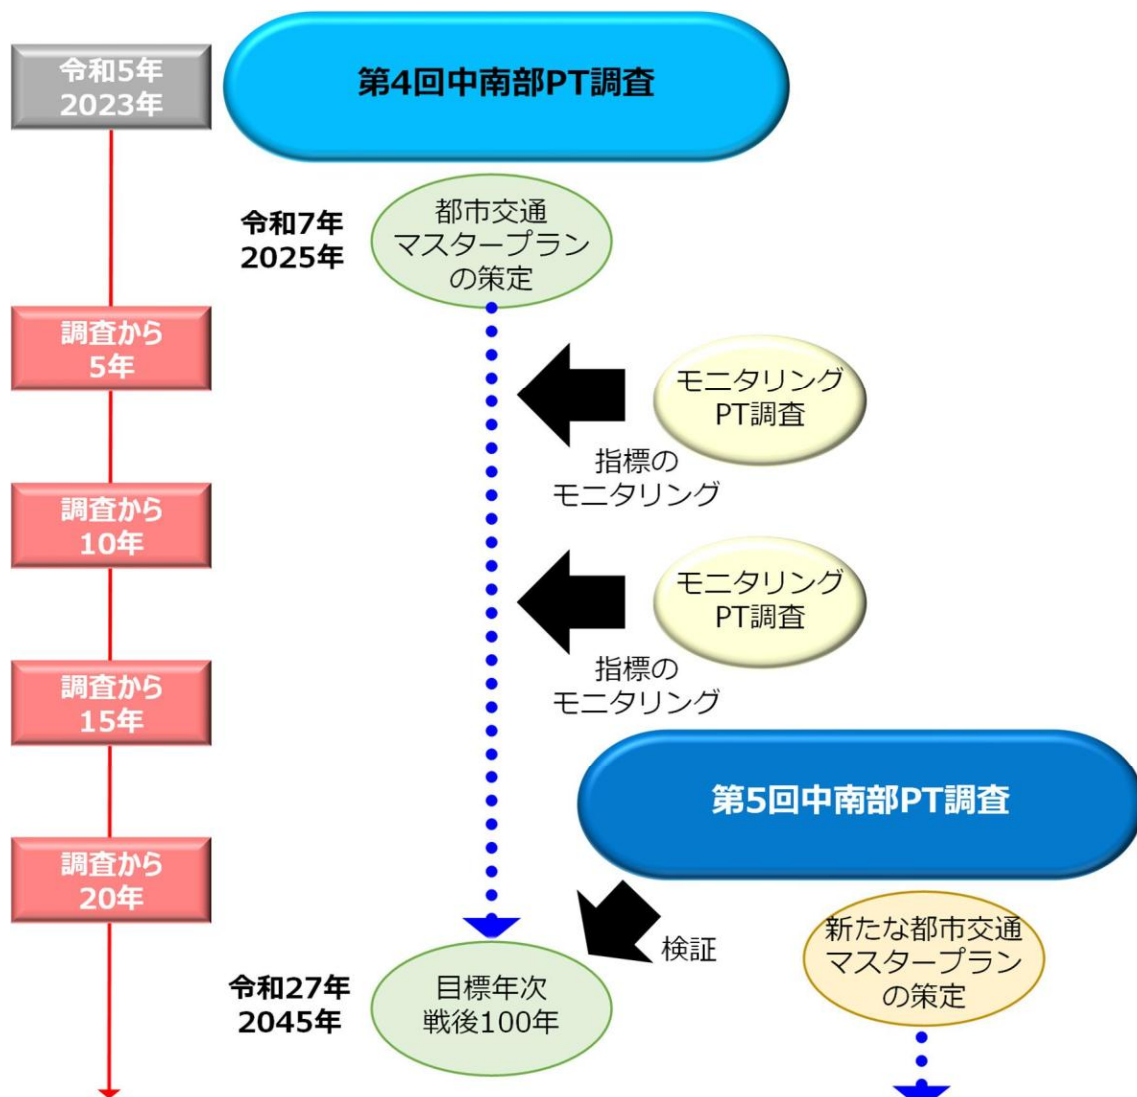 令和5年
2023年
第4回中南部PT調査
令和7年
2025年
都市交通
マスタープラン
の策定
調査から
5年
モニタリング
PT調査
指標の
モニタリング
調査から
10年
モニタリング
PT調査
指標の
モニタリング
調査から
15年
第5回中南部PT調査
調査から
20年
検証
新たな都市交通
マスタープラン
の策定
令和27年
2045年
目標年次
戦後100年